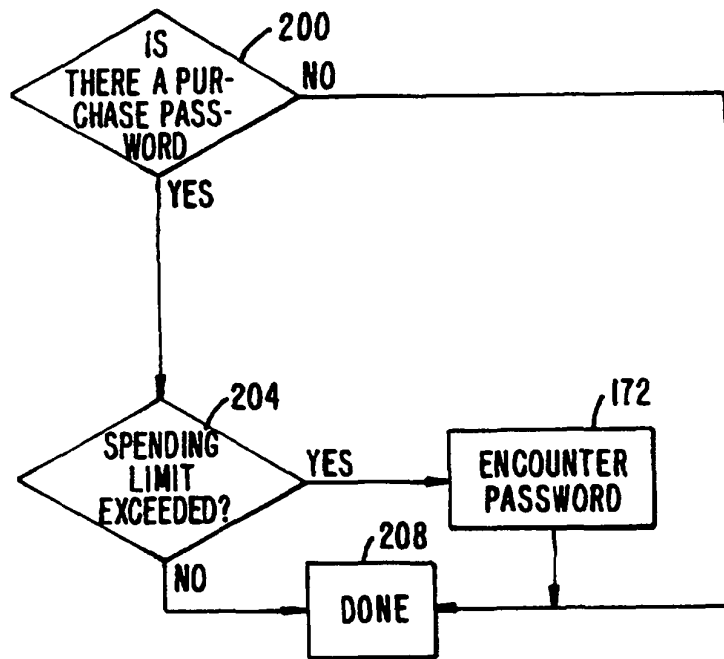 200
IS
THERE A PUR-
CHASE PASS-
WORD
NO
YES
204
SPENDING
LIMIT
EXCEEDED?
YES
172
ENCOUNTER
PASSWORD
NO
208
DONE